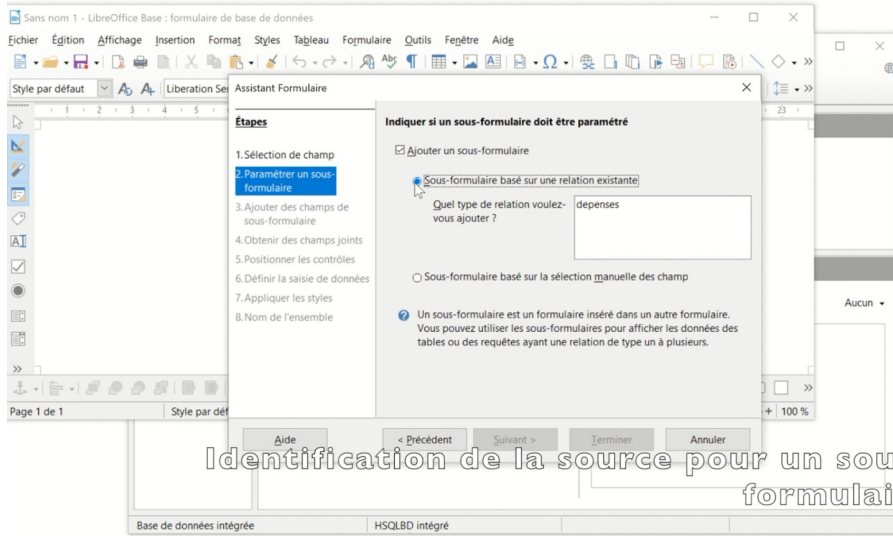 Sans nom 1 - LibreOffice Base : formulaire de base de données
Fichier Édition Affichage Insertion Format Styles Tableau Formulaire Outils Fenêtre Aide
Style par défaut Liberation Ser
Assistant Formulaire
1 2 3 4 5 23
Étapes
Indiquer si un sous-formulaire doit être paramétré
1. Sélection de champ
2. Paramétrer un sous-
formulaire
3. Ajouter des champs de
sous-formulaire
4. Obtenir des champs joints
5. Positionner les contrôles
6. Définir la saisie de données
7. Appliquer les styles
8. Nom de l'ensemble
Ajouter un sous-formulaire
Sous-formulaire basé sur une relation existante
Quel type de relation voulez-
vous ajouter ?
depenses
Sous-formulaire basé sur la sélection manuelle des champ
Un sous-formulaire est un formulaire inséré dans un autre formulaire.
Vous pouvez utiliser les sous-formulaires pour afficher les données des
tables ou des requêtes ayant une relation de type un à plusieurs.
Aucun
Page 1 de 1 Style par déf 100 %
Aide < Précédent Suivant > Terminer Annuler
Identification de la source pour un sou
formulai
Base de données intégrée HSQLBD intégré